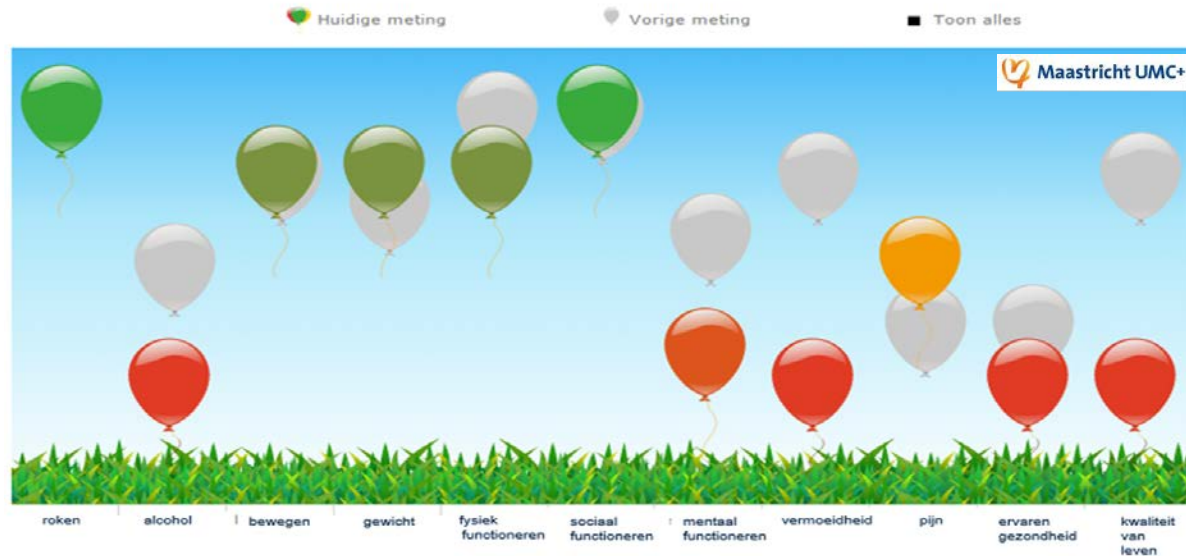 Huidige meting
Vorige meting
Toon alles
Maastricht UMC+
roken
alcohol
bewegen
gewicht
fysiek
functioneren
sociaal
functioneren
mentaal
functioneren
vermoeidheid
pijn
ervaren
gezondheid
kwaliteit
van
leven